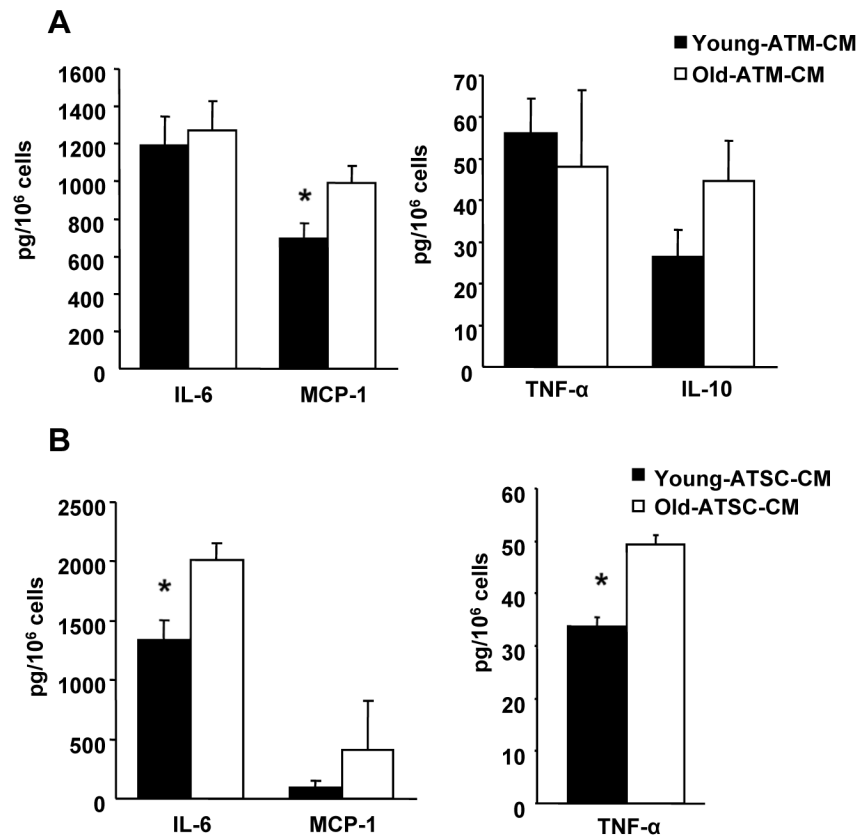 A
Young-ATM-CM
Old-ATM-CM
pg/10⁶ cells
1600
1400
1200
1000
800
600
400
200
0
*
IL-6 MCP-1
pg/10⁶ cells
70
60
50
40
30
20
10
0
TNF-α IL-10
B
Young-ATSC-CM
Old-ATSC-CM
pg/10⁶ cells
2500
2000
1500
1000
500
0
*
IL-6 MCP-1
pg/10⁶ cells
60
50
40
30
20
10
0
*
TNF-α